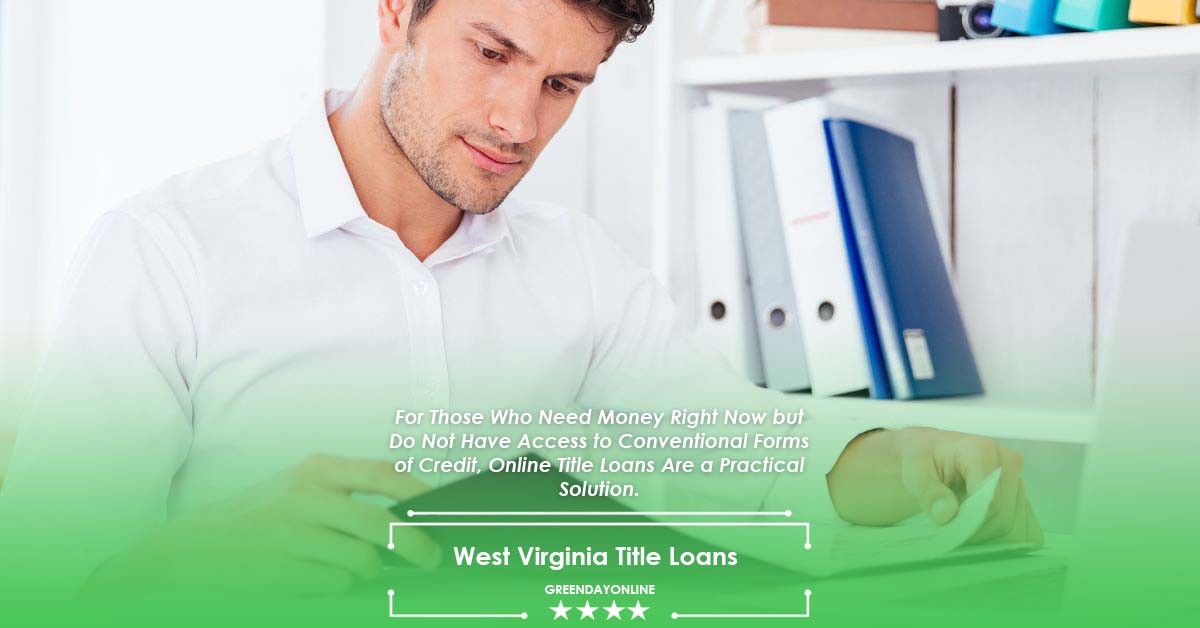 For Those Who Need Money Right Now but
Do Not Have Access to Conventional Forms
of Credit, Online Title Loans Are a Practical
Solution.
West Virginia Title Loans
GREENDAYONLINE